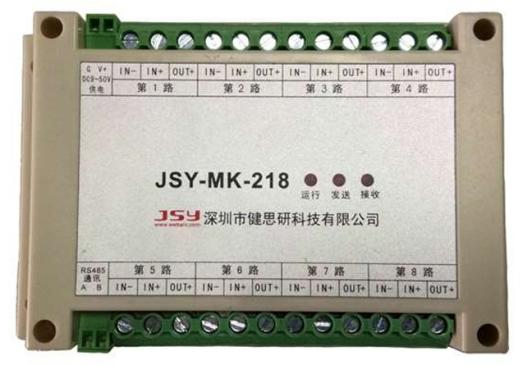 G V+ IN- IN+ OUT+ IN- IN+ OUT+ IN- IN+ OUT+ IN- IN+ OUT+
DC9-50V
供电 第1路 第2路 第3路 第4路
JSY-MK-218
运行 发送 接收
JSY 深圳市健思研科技有限公司
RS485 第5路 第6路 第7路 第8路
通讯
A B IN- IN+ OUT+ IN- IN+ OUT+ IN- IN+ OUT+ IN- IN+ OUT+